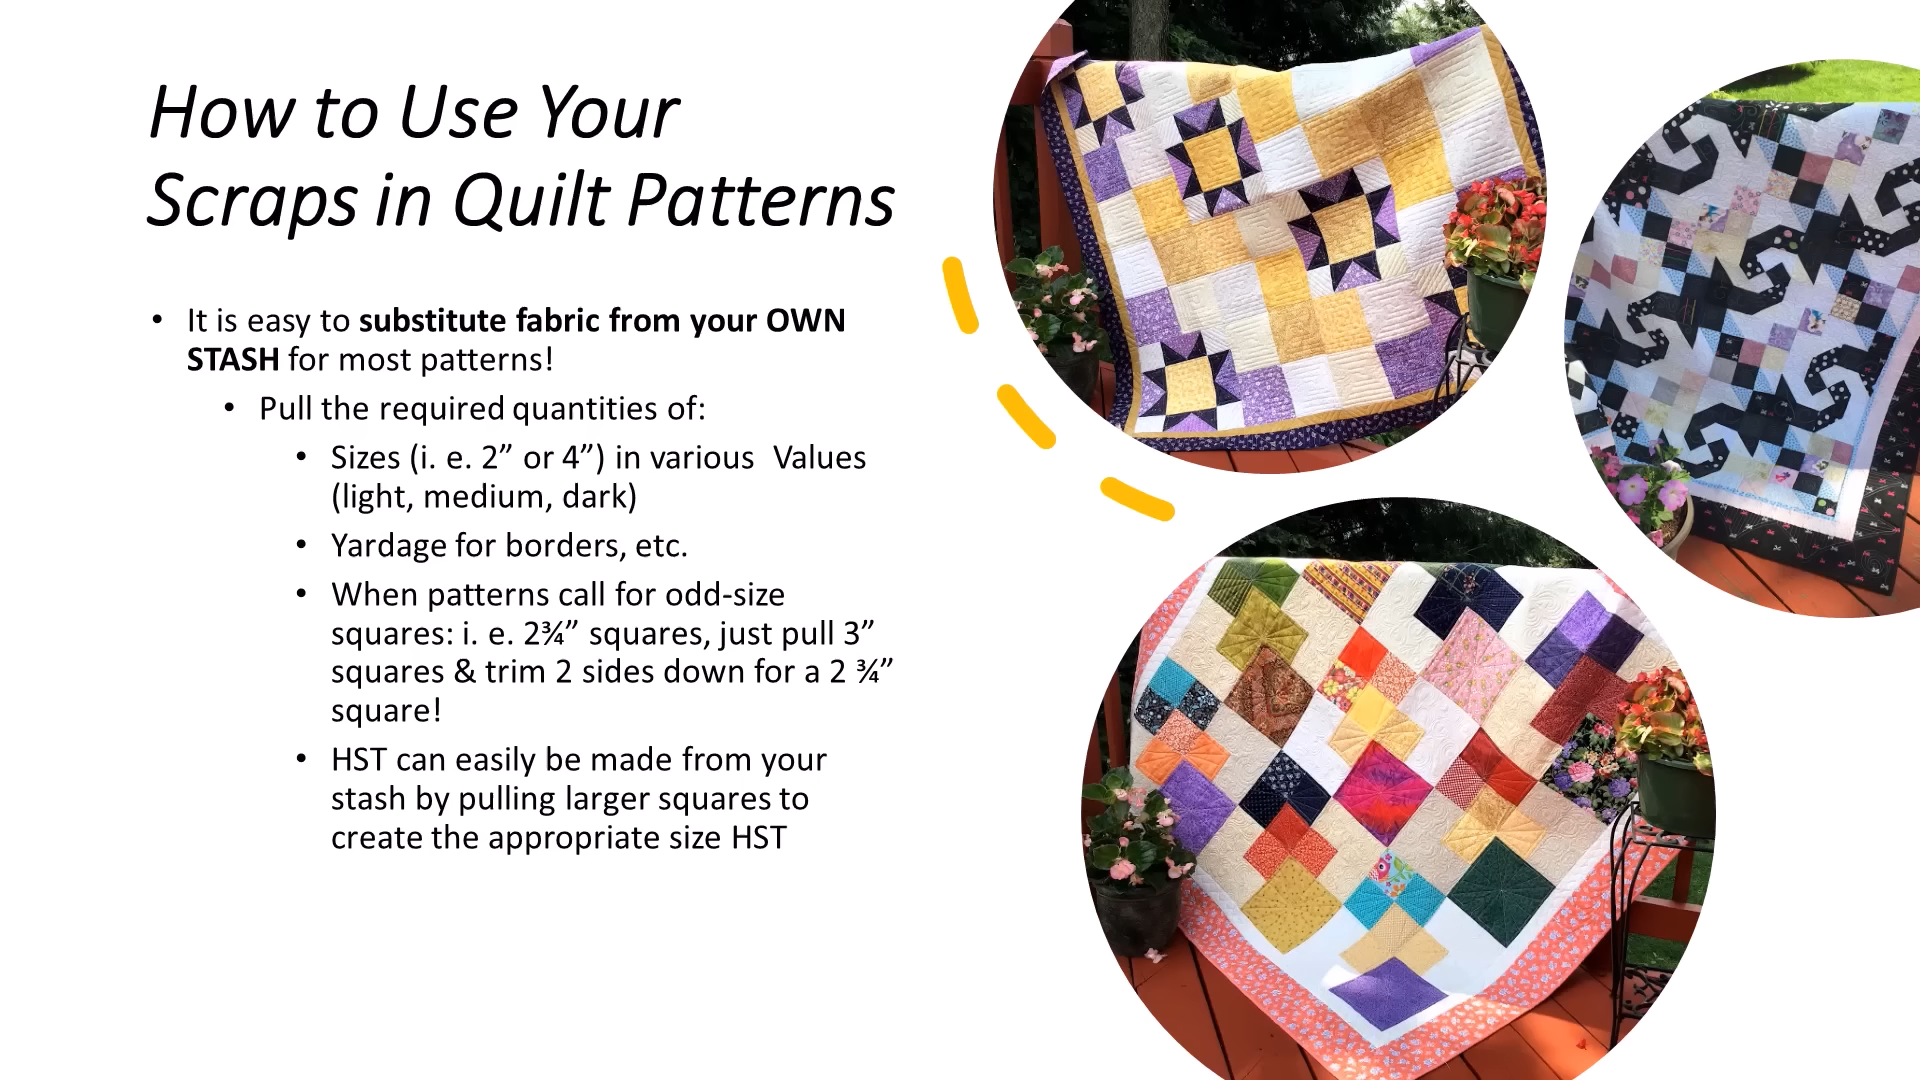 How to Use Your
Scraps in Quilt Patterns
• It is easy to substitute fabric from your OWN
STASH for most patterns!
• Pull the required quantities of:
• Sizes (i. e. 2” or 4”) in various  Values
(light, medium, dark)
• Yardage for borders, etc.
• When patterns call for odd-size
squares: i. e. 2¾” squares, just pull 3”
squares & trim 2 sides down for a 2 ¾”
square!
• HST can easily be made from your
stash by pulling larger squares to
create the appropriate size HST